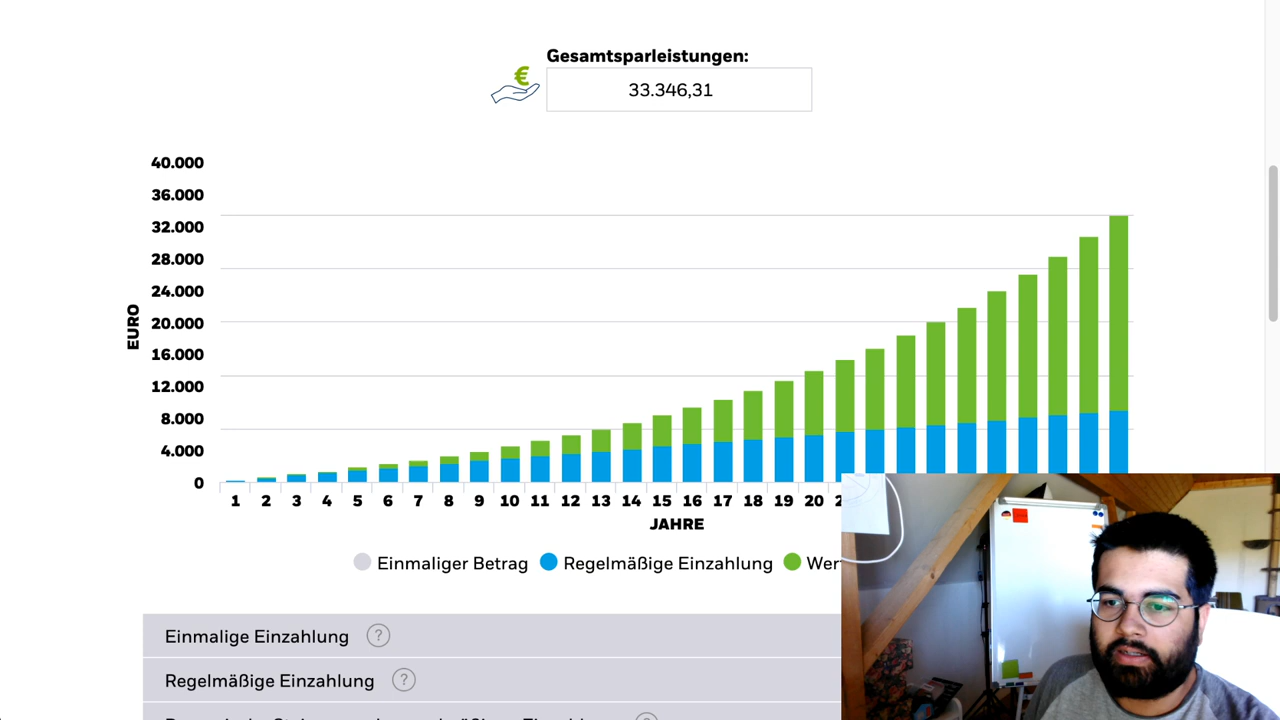 Gesamtsparleistungen:
€
33.346,31
40.000
36.000
32.000
28.000
24.000
20.000
16.000
12.000
8.000
4.000
0
EURO
1 2 3 4 5 6 7 8 9 10 11 12 13 14 15 16 17 18 19 20
JAHRE
Einmaliger Betrag Regelmäßige Einzahlung
Einmalige Einzahlung ?
Regelmäßige Einzahlung ?